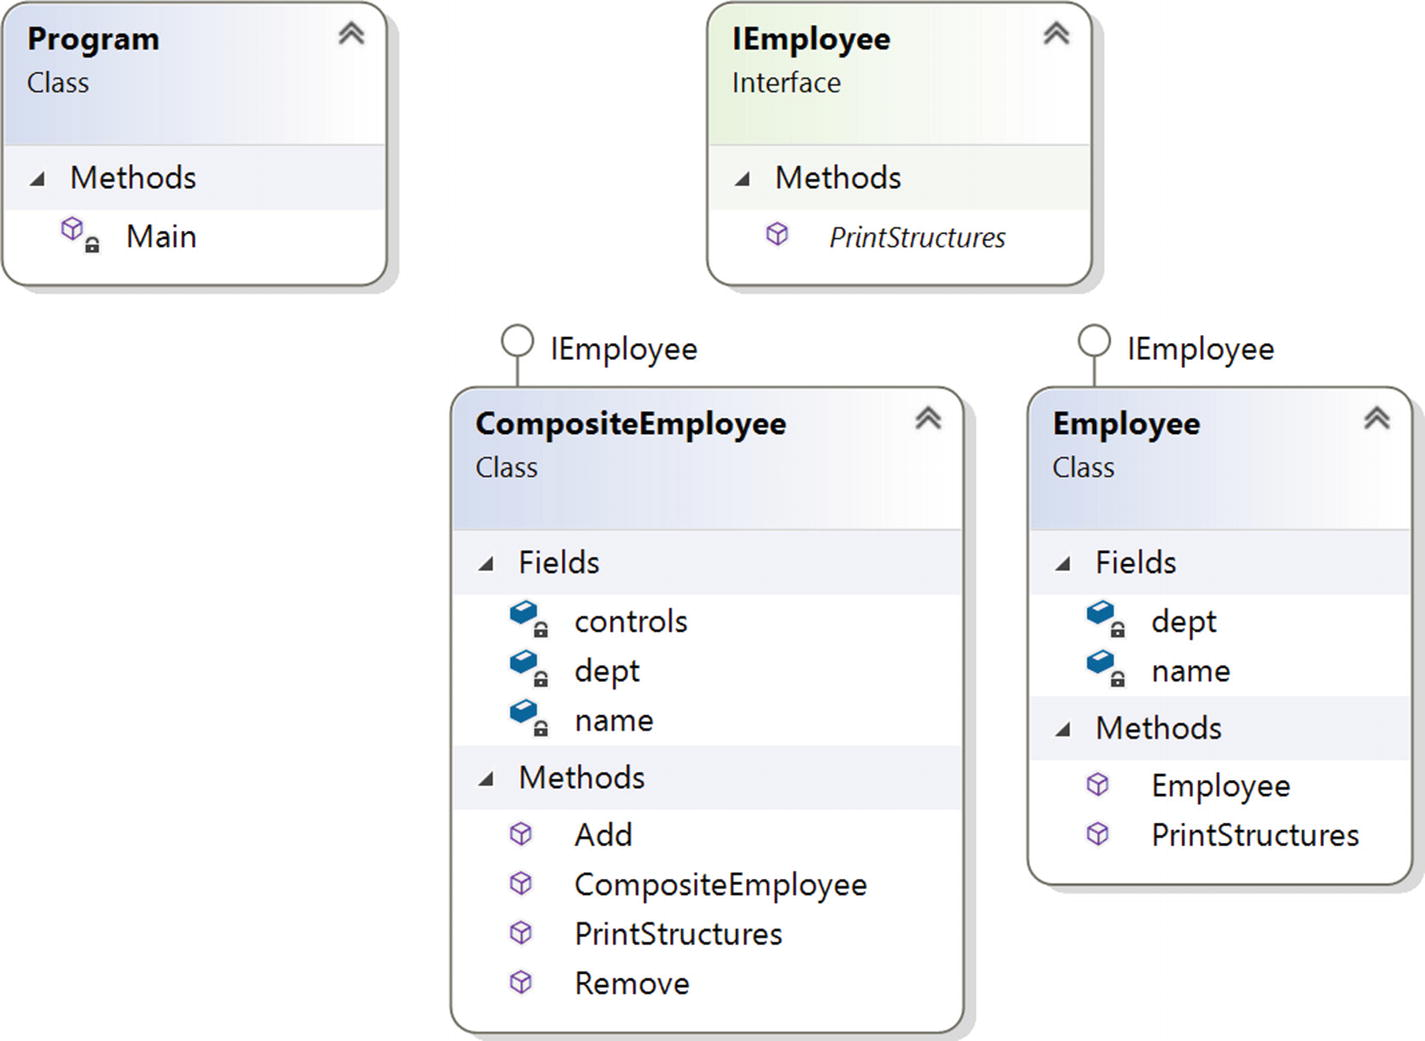 Program
Class
Methods
Main
IEmployee
Interface
Methods
PrintStructures
IEmployee
CompositeEmployee
Class
Fields
controls
dept
name
Methods
Add
CompositeEmployee
PrintStructures
Remove
IEmployee
Employee
Class
Fields
dept
name
Methods
Employee
PrintStructures